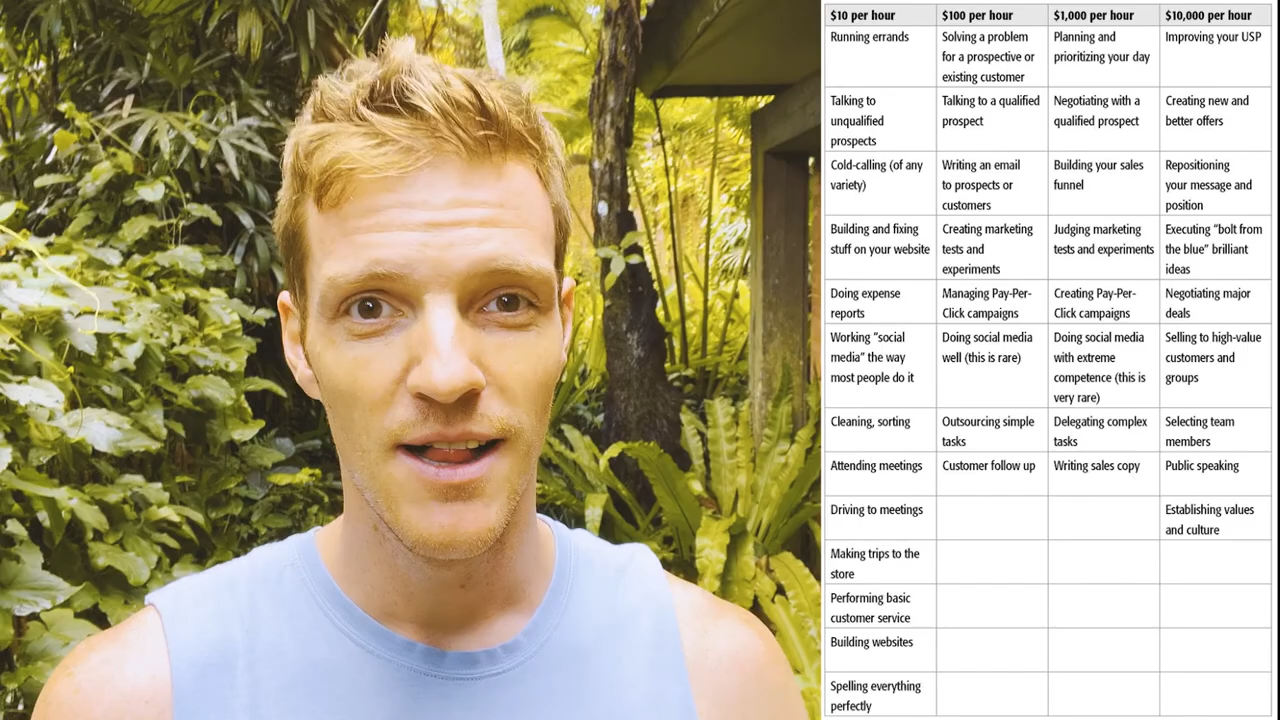 $10 per hour
$100 per hour
$1,000 per hour
$10,000 per hour
Running errands
Solving a problem
for a prospective or
existing customer
Planning and
prioritizing your day
Improving your USP
Talking to
unqualified
prospects
Talking to a qualified
prospect
Negotiating with a
qualified prospect
Creating new and
better offers
Cold-calling (of any
variety)
Writing an email
to prospects or
customers
Building your sales
funnel
Repositioning
your message and
position
Building and fixing
stuff on your website
Creating marketing
tests and
experiments
Judging marketing
tests and experiments
Executing “bolt from
the blue” brilliant
ideas
Doing expense
reports
Managing Pay-Per-
Click campaigns
Creating Pay-Per-
Click campaigns
Negotiating major
deals
Working “social
media” the way
most people do it
Doing social media
well (this is rare)
Doing social media
with extreme
competence (this is
very rare)
Selling to high-value
customers and
groups
Cleaning, sorting
Outsourcing simple
tasks
Delegating complex
tasks
Selecting team
members
Attending meetings
Customer follow up
Writing sales copy
Public speaking
Driving to meetings
Establishing values
and culture
Making trips to the
store
Performing basic
customer service
Building websites
Spelling everything
perfectly